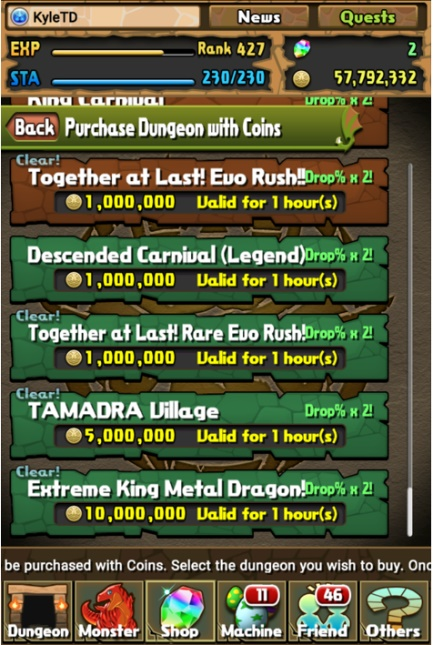 KyleTD
News
Quests
EXP
Rank 427
2
STA
230/230
57,792,332
King Carnival
Drop% x 2!
Back
Purchase Dungeon with Coins
Clear!
Together at Last! Evo Rush!!
Drop% x 2!
1,000,000 Valid for 1 hour(s)
Descended Carnival (Legend)
Drop% x 2!
1,000,000 Valid for 1 hour(s)
Clear!
Together at Last! Rare Evo Rush!
Drop% x 2!
1,000,000 Valid for 1 hour(s)
Clear!
TAMADRA Village
Drop% x 2!
5,000,000 Valid for 1 hour(s)
Clear!
Extreme King Metal Dragon!
Drop% x 2!
10,000,000 Valid for 1 hour(s)
be purchased with Coins. Select the dungeon you wish to buy. Onc
11
46
Dungeon
Monster
Shop
Machine
Friend
Others